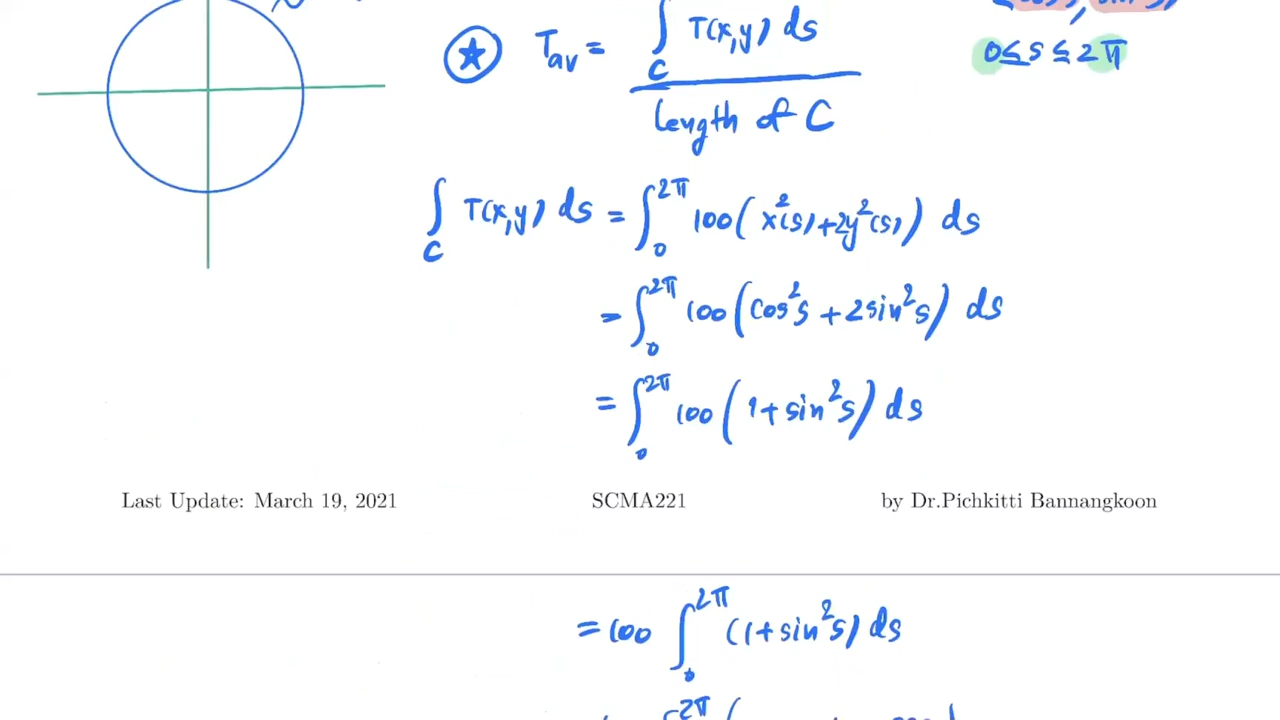 T_av = ∫_C T(x,y) ds / length of C
0 ≤ s ≤ 2π
∫_C T(x,y) ds = ∫_0^{2π} 100(x²(s)+2y²(s)) ds
= ∫_0^{2π} 100(cos²s + 2sin²s) ds
= ∫_0^{2π} 100(1+sin²s) ds
Last Update: March 19, 2021 SCMA221 by Dr.Pichkitti Bannangkoon
= 100 ∫_0^{2π} (1+sin²s) ds
2π